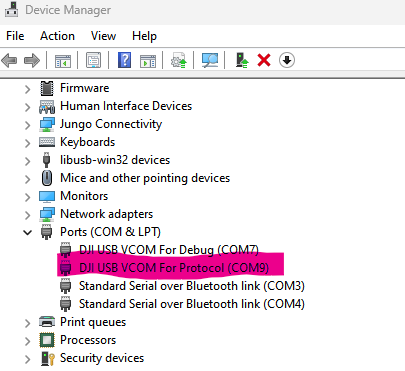 Device Manager
File Action View Help
Firmware
Human Interface Devices
Jungo Connectivity
Keyboards
libusb-win32 devices
Mice and other pointing devices
Monitors
Network adapters
Ports (COM & LPT)
DJI USB VCOM For Debug (COM7)
DJI USB VCOM For Protocol (COM9)
Standard Serial over Bluetooth link (COM3)
Standard Serial over Bluetooth link (COM4)
Print queues
Processors
Security devices